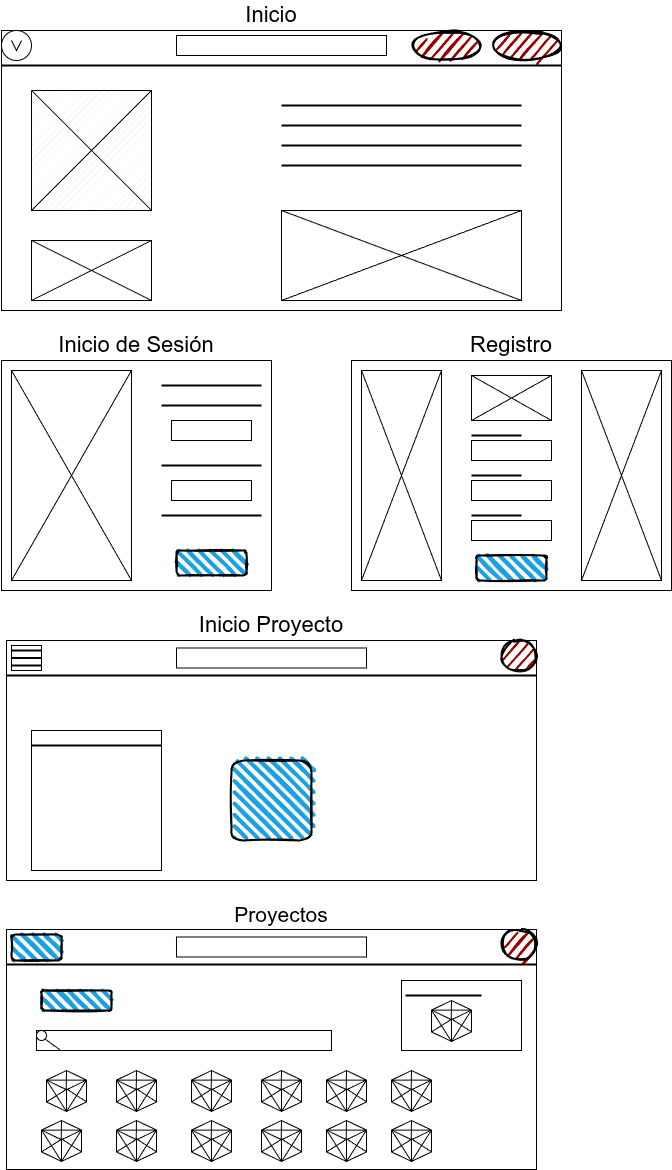 Inicio
V
Inicio de Sesión
Registro
Inicio Proyecto
Proyectos